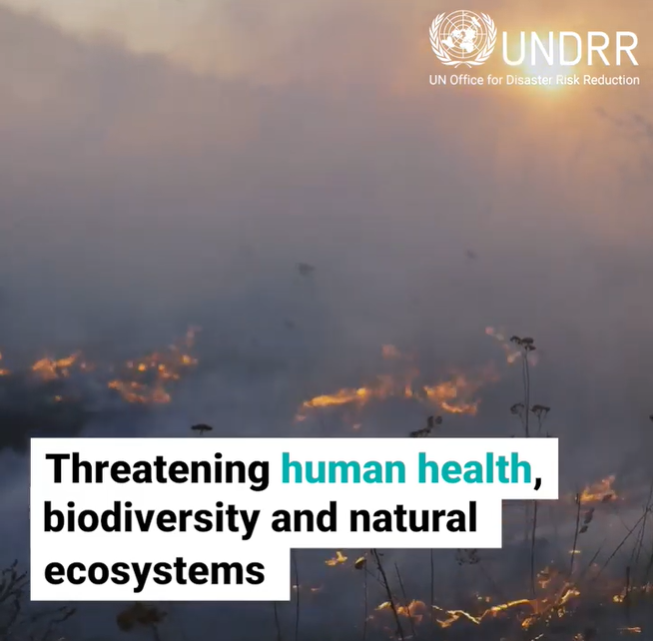 UNDRR
UN Office for Disaster Risk Reduction
Threatening human health,
biodiversity and natural
ecosystems